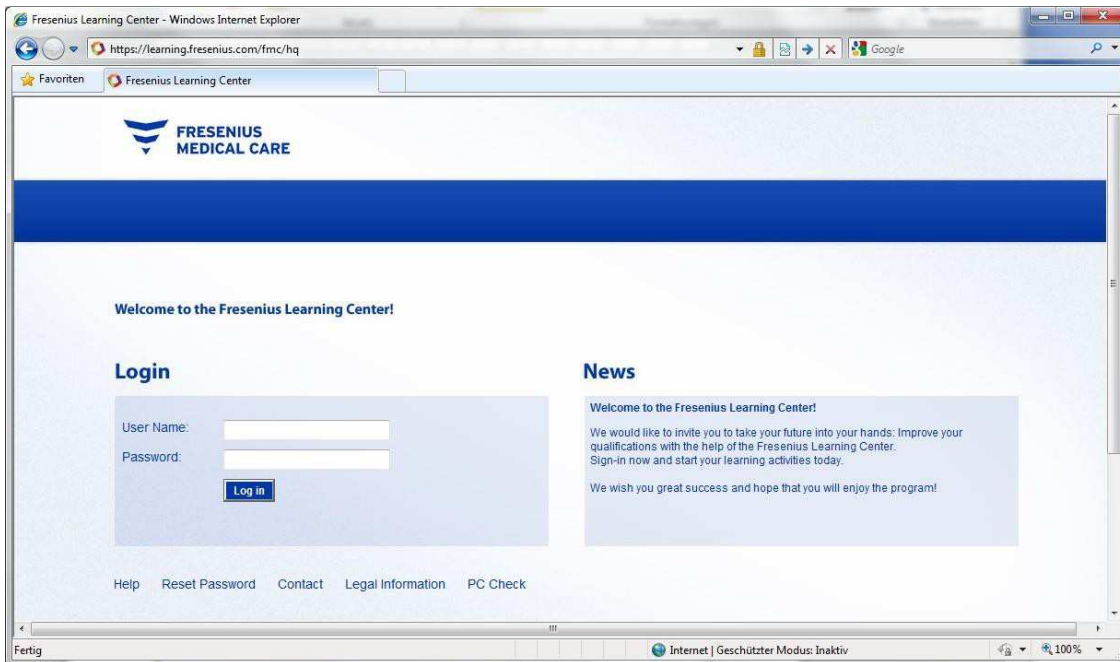 Fresenius Learning Center - Windows Internet Explorer
https://learning.fresenius.com/fmc/hq
Google
Favoriten
Fresenius Learning Center
FRESENIUS
MEDICAL CARE
Welcome to the Fresenius Learning Center!
Login
User Name:
Password:
Log in
News
Welcome to the Fresenius Learning Center!
We would like to invite you to take your future into your hands: Improve your
qualifications with the help of the Fresenius Learning Center.
Sign-in now and start your learning activities today.
We wish you great success and hope that you will enjoy the program!
Help Reset Password Contact Legal Information PC Check
Fertig
Internet | Geschützter Modus: Inaktiv
100%